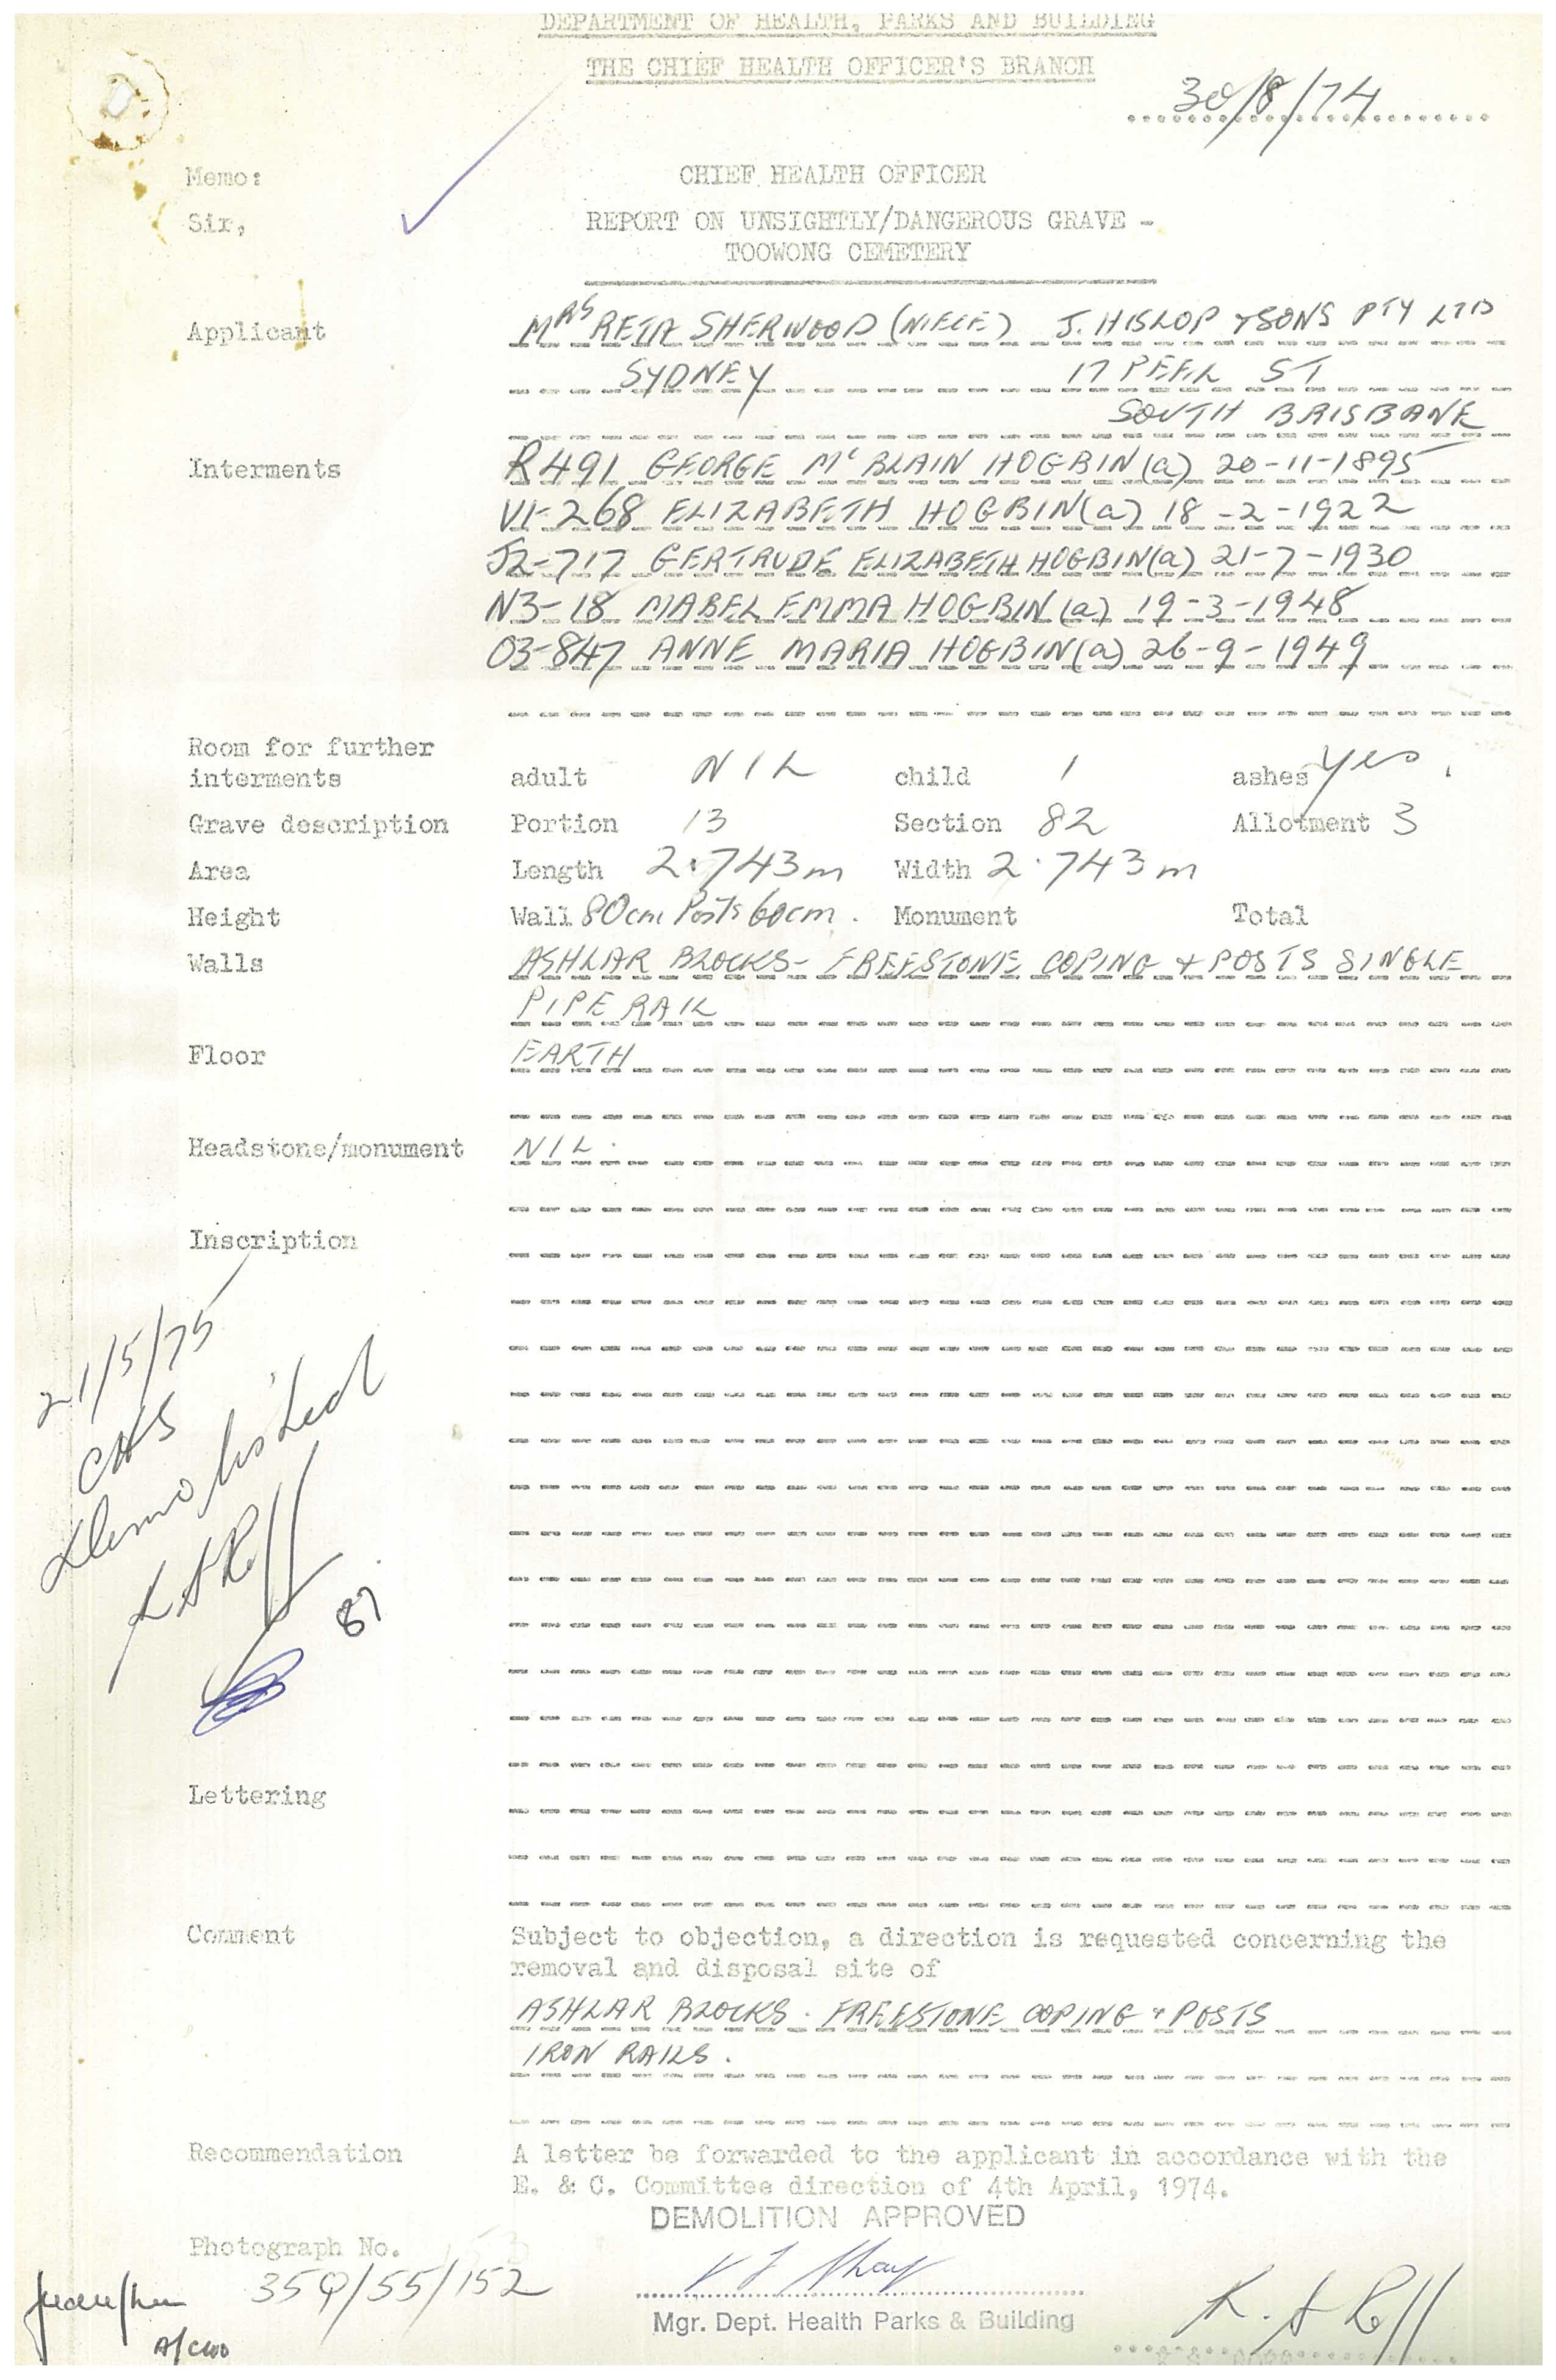 DEPARTMENT OF HEALTH, PARKS AND BUILDING
THE CHIEF HEALTH OFFICER'S BRANCH
30/8/74
Memo: CHIEF HEALTH OFFICER
Sir, REPORT ON UNSIGHTLY/DANGEROUS GRAVE -
TOOWONG CEMETERY
Applicant MRS RETA SHERWOOD (NIECE) J. HISLOP & SONS PTY LTD
SYDNEY 17 PEEL ST
SOUTH BRISBANE
Interments R491 GEORGE Mc BLAIN HOGBIN (a) 20-11-1895
V1-268 ELIZABETH HOGBIN (a) 18-2-1922
J2-717 GERTRUDE ELIZABETH HOGBIN (a) 21-7-1930
N3-18 MABEL EMMA HOGBIN (a) 19-3-1948
O3-847 ANNE MARIA HOGBIN (a) 26-9-1949
Room for further
interments adult NIL child 1 ashes yes.
Grave description Portion 13 Section 82 Allotment 3
Area Length 2.743m Width 2.743m
Height Wall 80cm Posts 60cm. Monument Total
Walls ASHLAR BLOCKS- FREESTONE COPING & POSTS SINGLE
PIPE RAIL
Floor EARTH
Headstone/monument NIL.
Inscription
21/5/75
CHS
demolished
K A Roff
87
Lettering
Comment Subject to objection, a direction is requested concerning the
removal and disposal site of
ASHLAR BLOCKS. FREESTONE COPING & POSTS
IRON RAILS.
Recommendation A letter be forwarded to the applicant in accordance with the
E. & C. Committee direction of 4th April, 1974.
DEMOLITION APPROVED
Photograph No.
35Q/55/152
Mgr. Dept. Health Parks & Building
K. A Roff